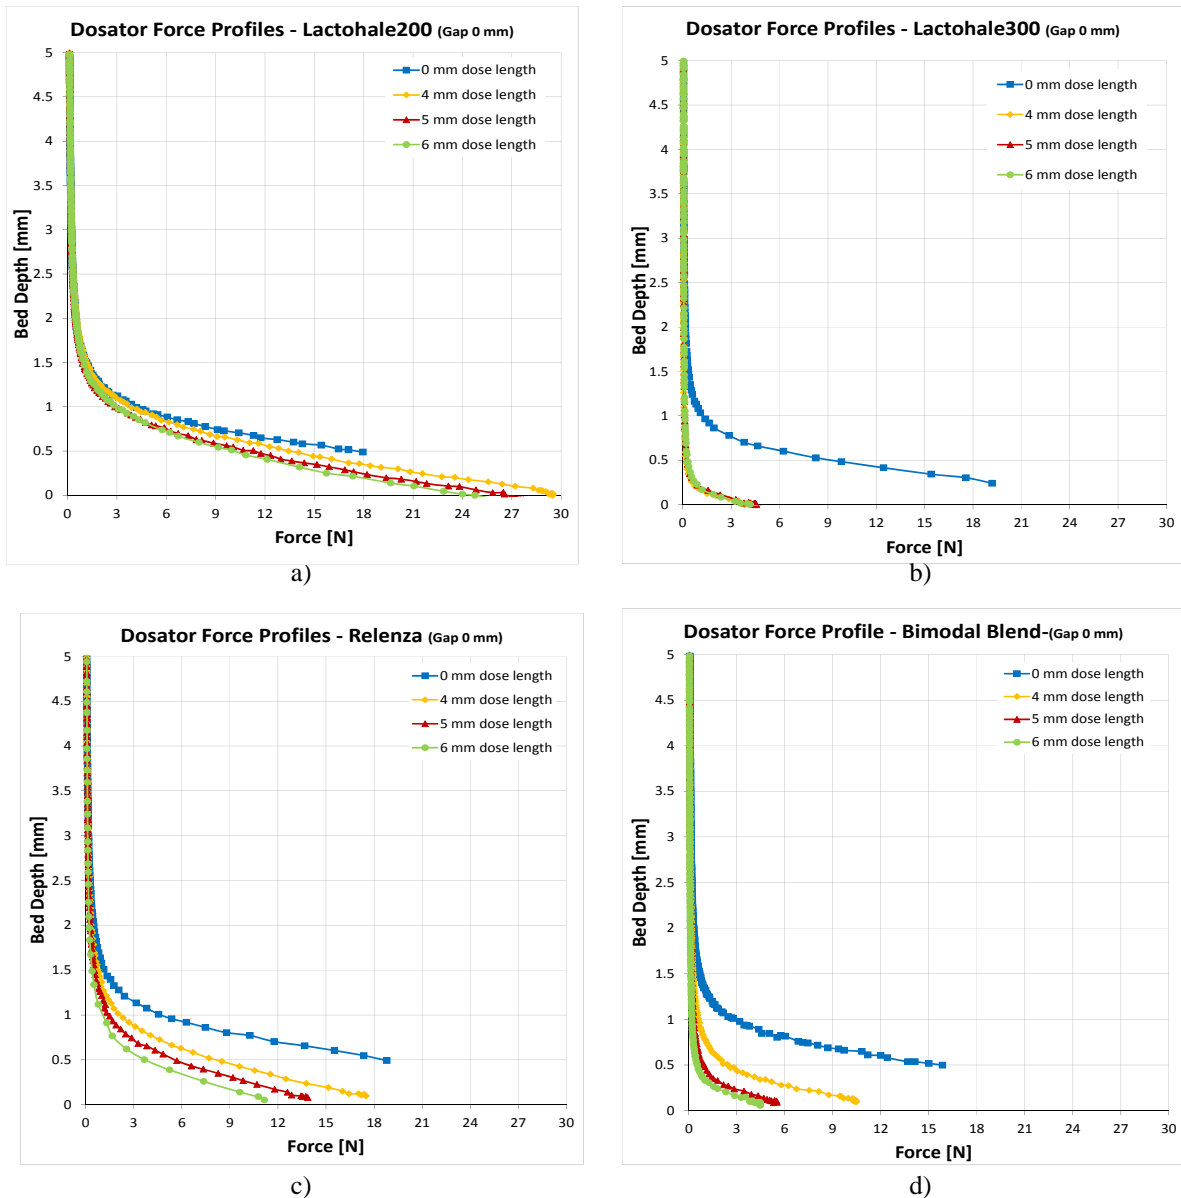 Dosator Force Profiles - Lactohale200 (Gap 0 mm)
5
4.5
4
3.5
3
2.5
2
1.5
1
0.5
0
Bed Depth [mm]
0 mm dose length
4 mm dose length
5 mm dose length
6 mm dose length
0 3 6 9 12 15 18 21 24 27 30
Force [N]
a)
Dosator Force Profiles - Lactohale300 (Gap 0 mm)
5
4.5
4
3.5
3
2.5
2
1.5
1
0.5
0
Bed Depth [mm]
0 mm dose length
4 mm dose length
5 mm dose length
6 mm dose length
0 3 6 9 12 15 18 21 24 27 30
Force [N]
b)
Dosator Force Profiles - Relenza (Gap 0 mm)
5
4.5
4
3.5
3
2.5
2
1.5
1
0.5
0
Bed Depth [mm]
0 mm dose length
4 mm dose length
5 mm dose length
6 mm dose length
0 3 6 9 12 15 18 21 24 27 30
Force [N]
c)
Dosator Force Profile - Bimodal Blend-(Gap 0 mm)
5
4.5
4
3.5
3
2.5
2
1.5
1
0.5
0
Bed Depth [mm]
0 mm dose length
4 mm dose length
5 mm dose length
6 mm dose length
0 3 6 9 12 15 18 21 24 27 30
Force [N]
d)